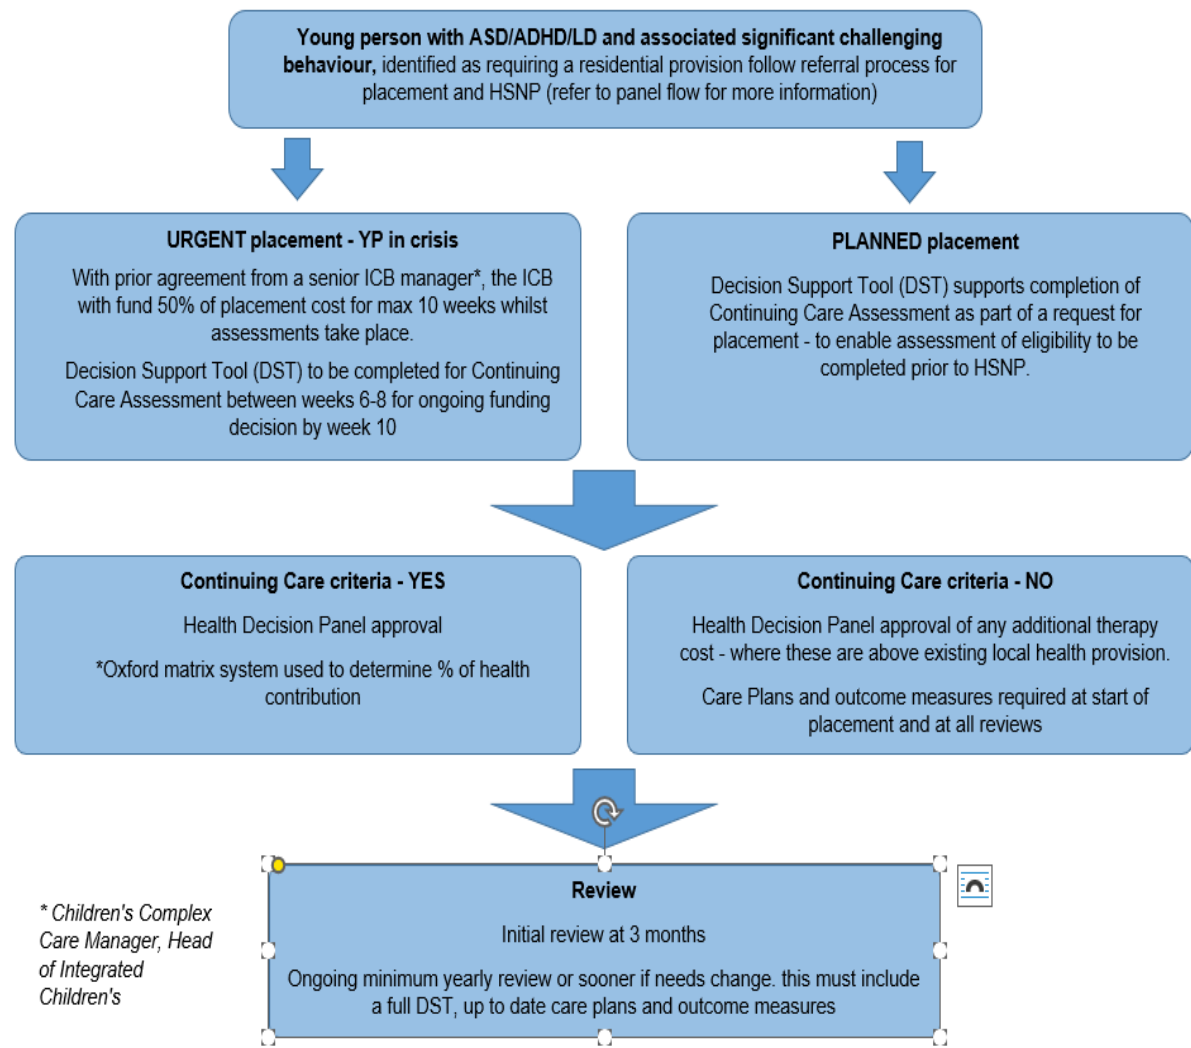 Young person with ASD/ADHD/LD and associated significant challenging
behaviour, identified as requiring a residential provision follow referral process for
placement and HSNP (refer to panel flow for more information)
URGENT placement - YP in crisis
With prior agreement from a senior ICB manager*, the ICB
with fund 50% of placement cost for max 10 weeks whilst
assessments take place.
Decision Support Tool (DST) to be completed for Continuing
Care Assessment between weeks 6-8 for ongoing funding
decision by week 10
PLANNED placement
Decision Support Tool (DST) supports completion of
Continuing Care Assessment as part of a request for
placement - to enable assessment of eligibility to be
completed prior to HSNP.
Continuing Care criteria - YES
Health Decision Panel approval
*Oxford matrix system used to determine % of health
contribution
Continuing Care criteria - NO
Health Decision Panel approval of any additional therapy
cost - where these are above existing local health provision.
Care Plans and outcome measures required at start of
placement and at all reviews
Review
Initial review at 3 months
Ongoing minimum yearly review or sooner if needs change. this must include
a full DST, up to date care plans and outcome measures
* Children's Complex
Care Manager, Head
of Integrated
Children's